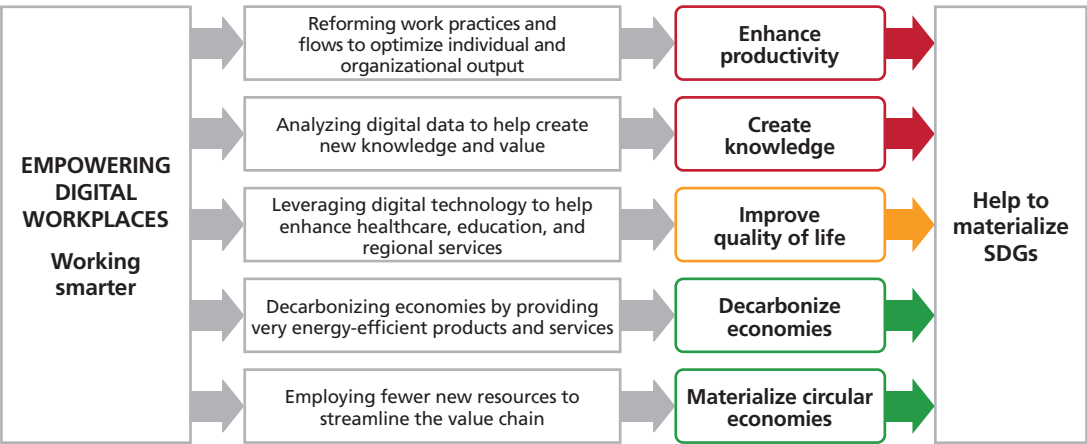 EMPOWERING
DIGITAL
WORKPLACES
Working
smarter
Reforming work practices and
flows to optimize individual and
organizational output
Enhance
productivity
Analyzing digital data to help create
new knowledge and value
Create
knowledge
Leveraging digital technology to help
enhance healthcare, education, and
regional services
Improve
quality of life
Decarbonizing economies by providing
very energy-efficient products and services
Decarbonize
economies
Employing fewer new resources to
streamline the value chain
Materialize circular
economies
Help to
materialize
SDGs